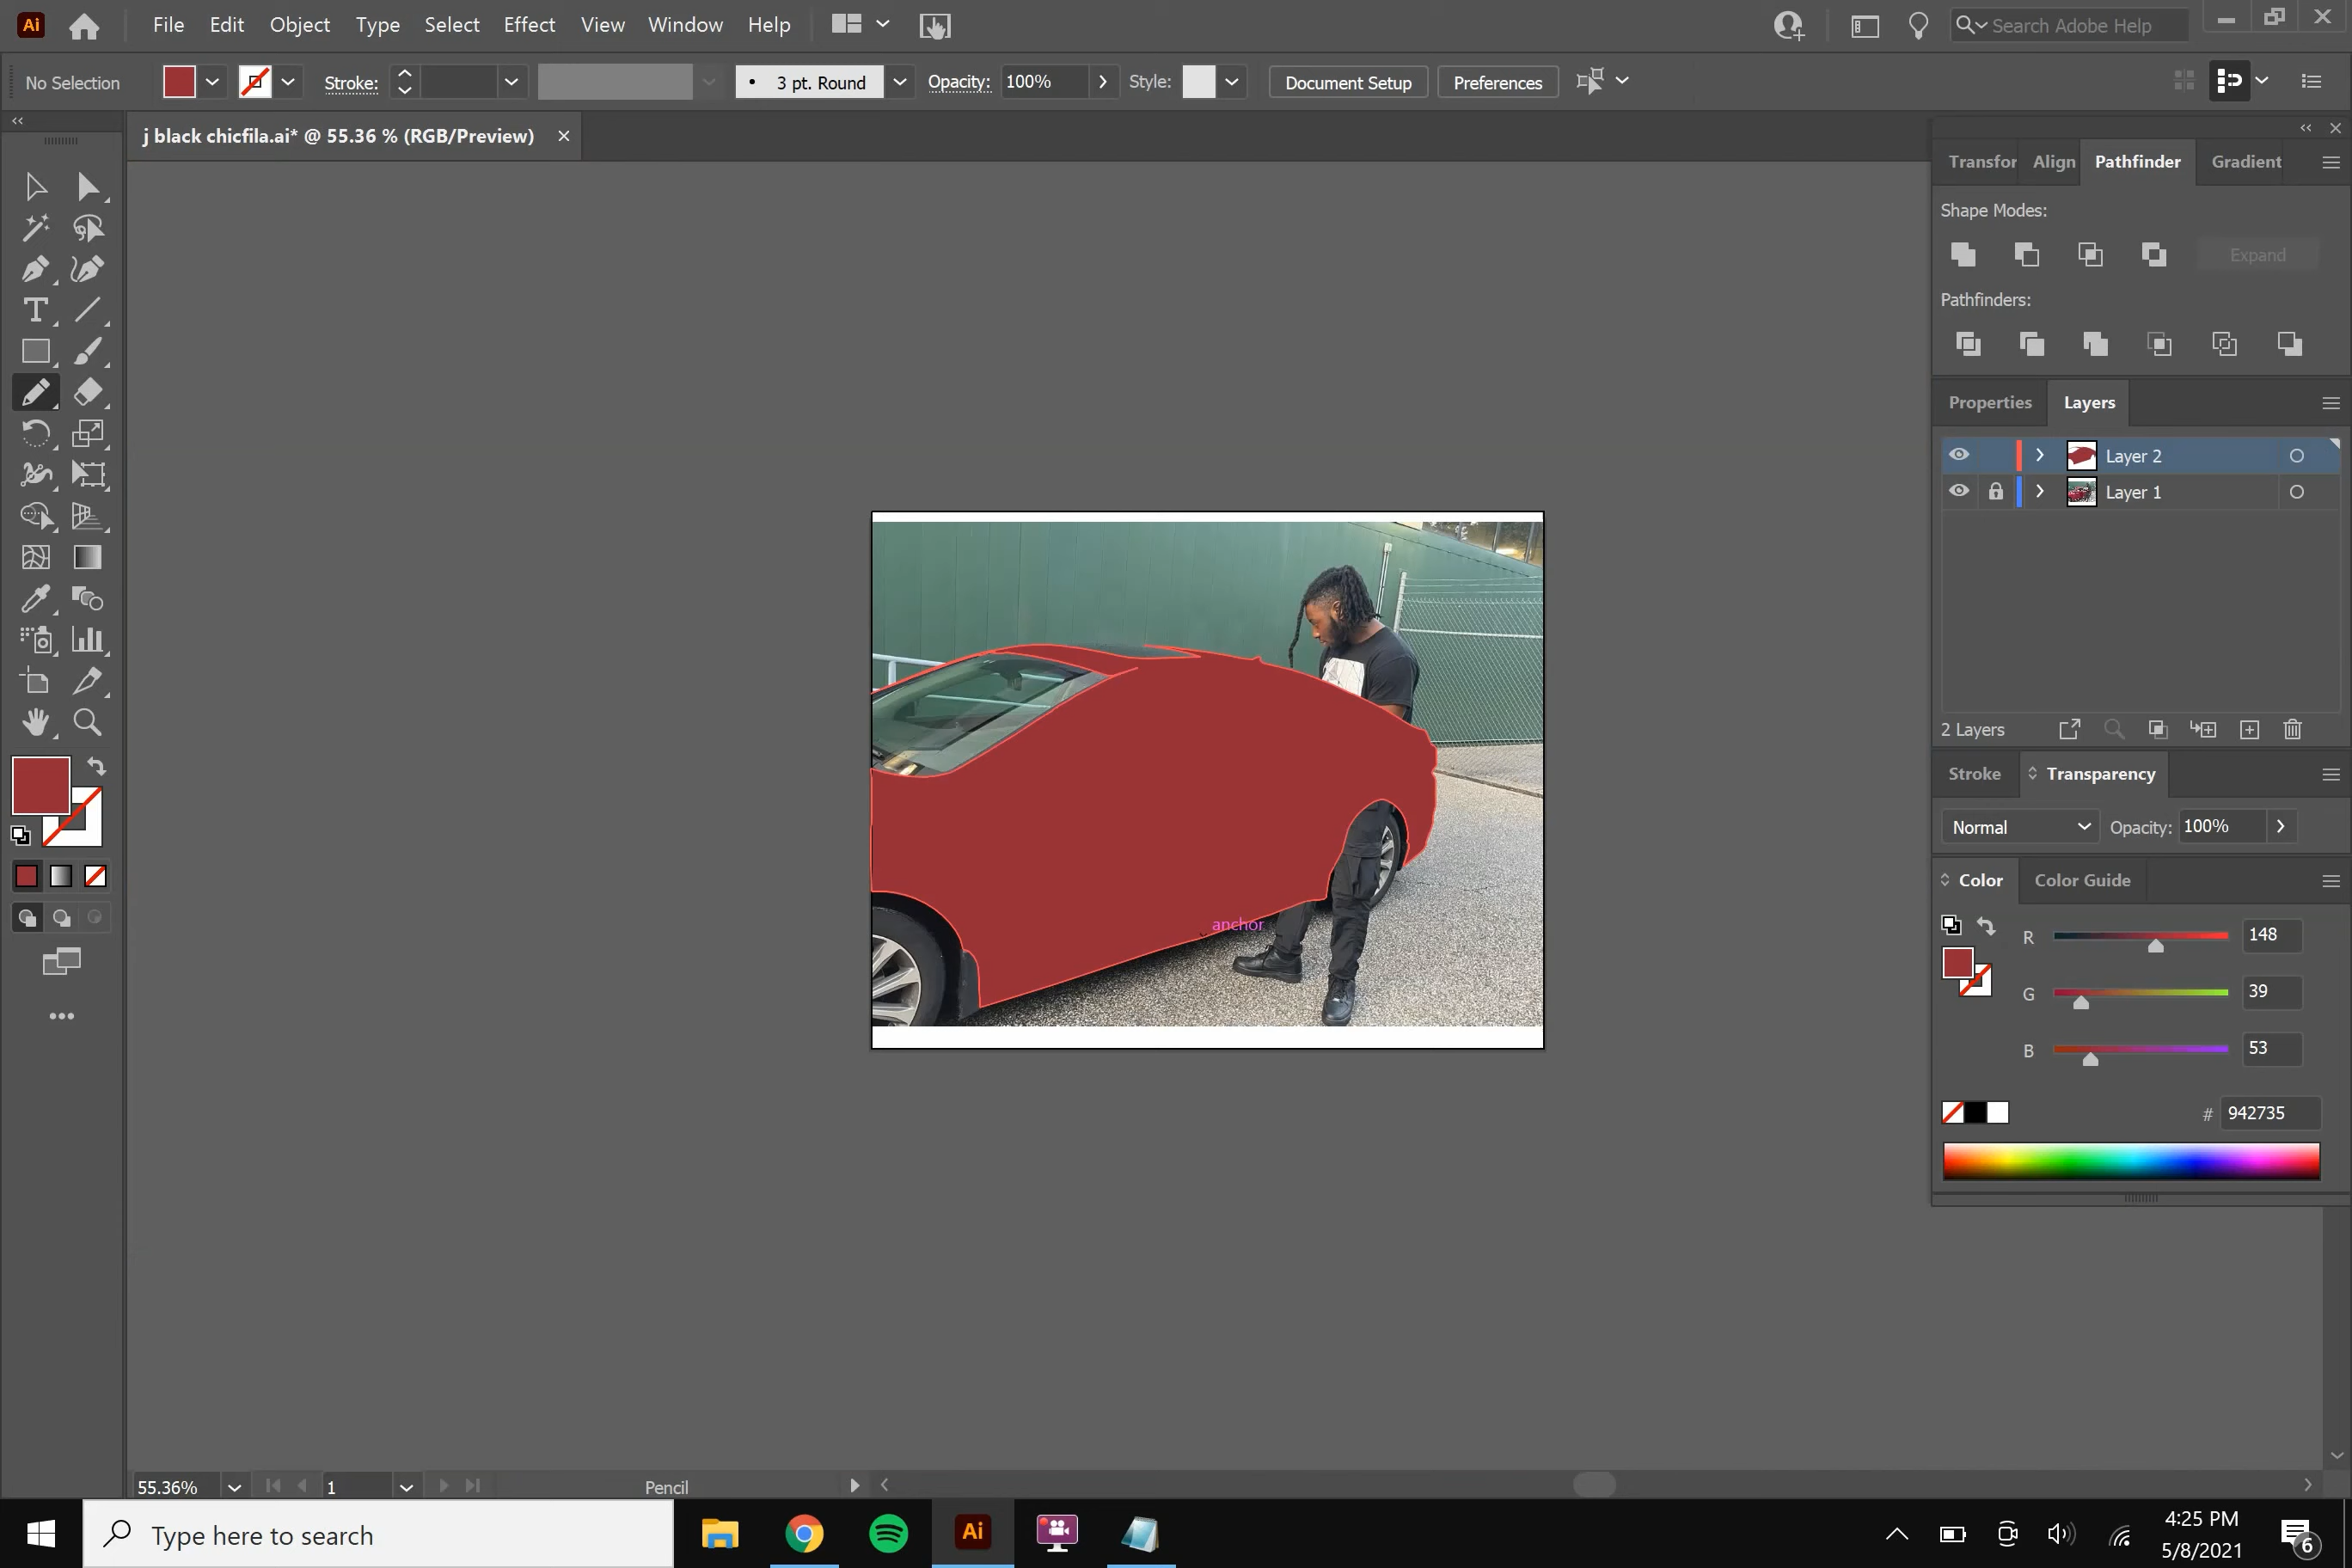 Ai File Edit Object Type Select Effect View Window Help Search Adobe Help
No Selection Stroke: 3 pt. Round Opacity: 100% Style: Document Setup Preferences
j black chicfila.ai* @ 55.36 % (RGB/Preview)
Transfor Align Pathfinder Gradient
Shape Modes:
Expand
Pathfinders:
Properties Layers
Layer 2
Layer 1
2 Layers
Stroke Transparency
Normal Opacity: 100%
Color Color Guide
anchor
R 148
G 39
B 53
# 942735
55.36% 1 Pencil
Type here to search
Ai
4:25 PM
5/8/2021
6